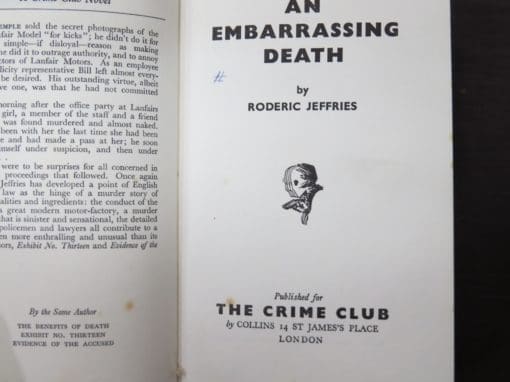 EMPLE sold the secret photographs of the
nfair Model "for kicks"; he didn't do it for
simple—if disloyal—reason as making
he did it to outrage authority, and to annoy
ctors of Lanfair Motors. As an employee
licity representative Bill left almost every-
be desired. His outstanding virtue, albeit
ve one, was that he had not committed
morning after the office party at Lanfairs
girl, a member of the staff and a friend
was found murdered and almost naked.
been with her the last time she had been
e and had made a pass at her; he soon
imself under suspicion, and then under
were to be surprises for all concerned in
proceedings that followed. Once again
Jeffries has developed a point of English
law as the hinge of a murder story of
alities and ingredients: the conduct of the
a great modern motor-factory, a murder
that is sinister and sensational, the detailed
policemen and lawyers all contribute to a
en more enthralling and unusual than its
ors, Exhibit No. Thirteen and Evidence of the
By the Same Author
THE BENEFITS OF DEATH
EXHIBIT NO. THIRTEEN
EVIDENCE OF THE ACCUSED
AN
EMBARRASSING
DEATH
by
RODERIC JEFFRIES
Published for
THE CRIME CLUB
by COLLINS 14 ST JAMES'S PLACE
LONDON